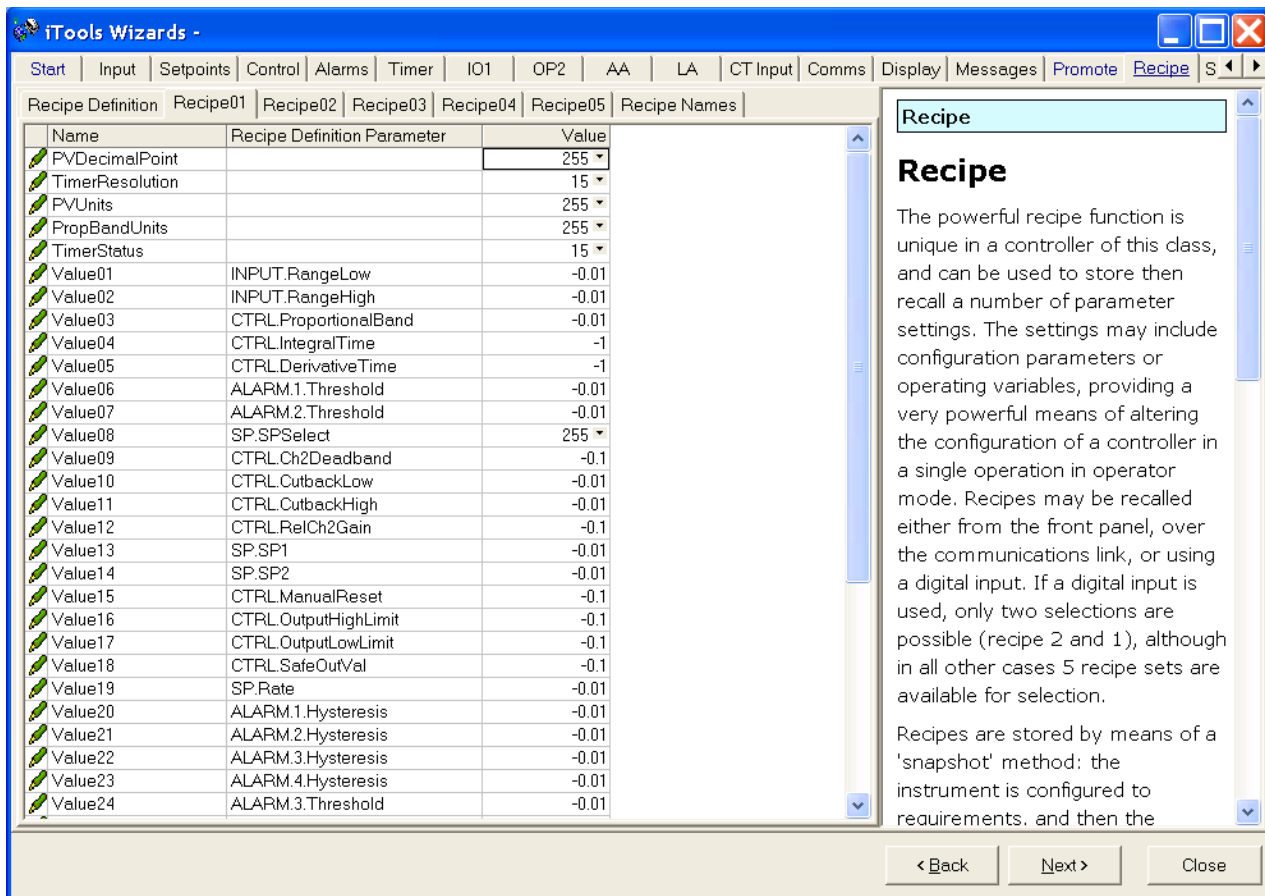 iTools Wizards -
Start Input Setpoints Control Alarms Timer IO1 OP2 AA LA CT Input Comms Display Messages Promote Recipe S
Recipe Definition Recipe01 Recipe02 Recipe03 Recipe04 Recipe05 Recipe Names
Name Recipe Definition Parameter Value
PVDecimalPoint 255
TimerResolution 15
PVUnits 255
PropBandUnits 255
TimerStatus 15
Value01 INPUT.RangeLow -0.01
Value02 INPUT.RangeHigh -0.01
Value03 CTRL.ProportionalBand -0.01
Value04 CTRL.IntegralTime -1
Value05 CTRL.DerivativeTime -1
Value06 ALARM.1.Threshold -0.01
Value07 ALARM.2.Threshold -0.01
Value08 SP.SPSelect 255
Value09 CTRL.Ch2Deadband -0.1
Value10 CTRL.CutbackLow -0.01
Value11 CTRL.CutbackHigh -0.01
Value12 CTRL.RelCh2Gain -0.1
Value13 SP.SP1 -0.01
Value14 SP.SP2 -0.01
Value15 CTRL.ManualReset -0.1
Value16 CTRL.OutputHighLimit -0.1
Value17 CTRL.OutputLowLimit -0.1
Value18 CTRL.SafeOutVal -0.1
Value19 SP.Rate -0.01
Value20 ALARM.1.Hysteresis -0.01
Value21 ALARM.2.Hysteresis -0.01
Value22 ALARM.3.Hysteresis -0.01
Value23 ALARM.4.Hysteresis -0.01
Value24 ALARM.3.Threshold -0.01
Recipe
Recipe
The powerful recipe function is
unique in a controller of this class,
and can be used to store then
recall a number of parameter
settings. The settings may include
configuration parameters or
operating variables, providing a
very powerful means of altering
the configuration of a controller in
a single operation in operator
mode. Recipes may be recalled
either from the front panel, over
the communications link, or using
a digital input. If a digital input is
used, only two selections are
possible (recipe 2 and 1), although
in all other cases 5 recipe sets are
available for selection.
Recipes are stored by means of a
'snapshot' method: the
instrument is configured to
requirements, and then the
< Back Next > Close